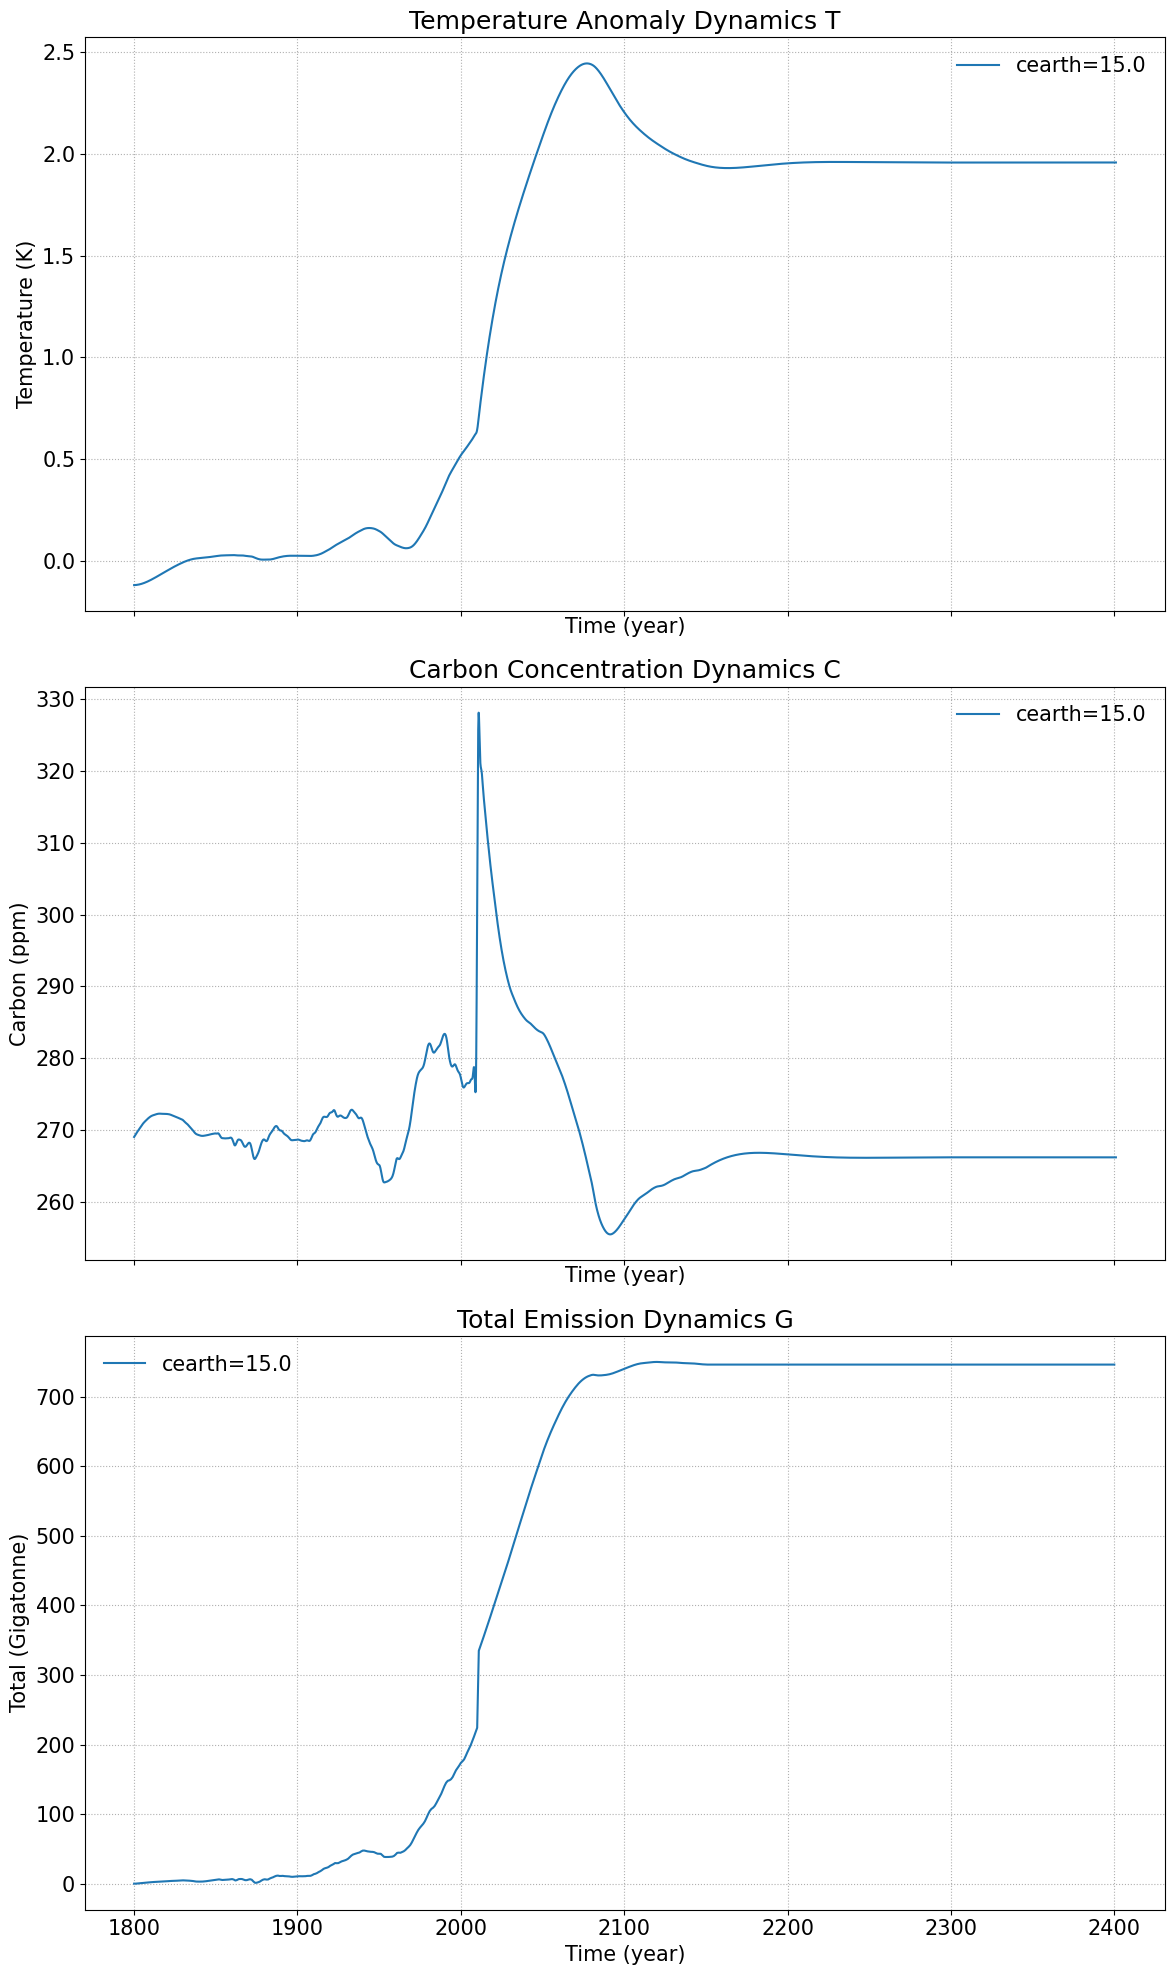 Temperature Anomaly Dynamics T
cearth=15.0
2.5
2.0
1.5
1.0
0.5
0.0
Temperature (K)
Time (year)
Carbon Concentration Dynamics C
cearth=15.0
330
320
310
300
290
280
270
260
Carbon (ppm)
Time (year)
Total Emission Dynamics G
cearth=15.0
700
600
500
400
300
200
100
0
Total (Gigatonne)
1800 1900 2000 2100 2200 2300 2400
Time (year)